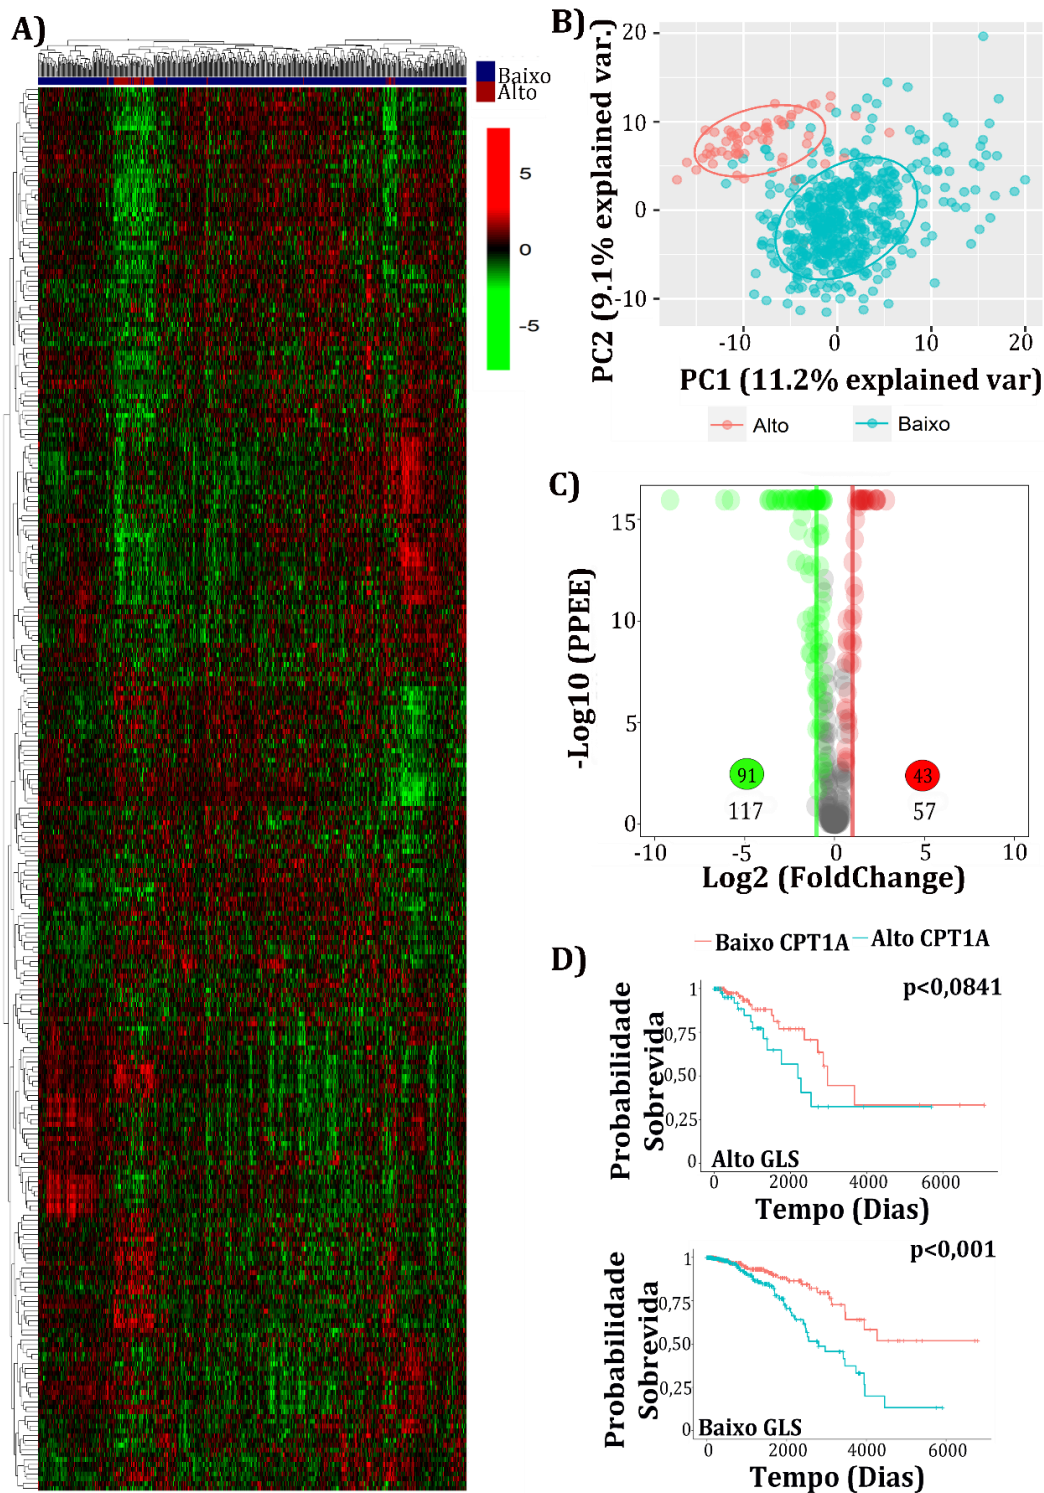 A)
Baixo
Alto
5
0
-5
B)
20
10
0
-10
PC2 (9.1% explained var.)
-10
0
10
20
PC1 (11.2% explained var)
Alto
Baixo
C)
15
10
5
0
-Log10 (PPEE)
91
117
43
57
-10
-5
0
5
10
Log2 (FoldChange)
Baixo CPT1A
Alto CPT1A
D)
p<0,0841
Probabilidade
Sobrevida
1
0,75
0,50
0,25
0
Alto GLS
0
2000
4000
6000
Tempo (Dias)
p<0,001
Probabilidade
Sobrevida
1
0,75
0,50
0,25
0
Baixo GLS
0
2000
4000
6000
Tempo (Dias)